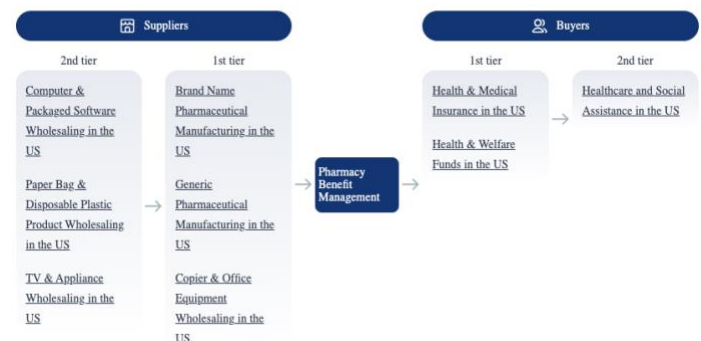 Suppliers
Buyers
2nd tier
1st tier
1st tier
2nd tier
Computer &
Packaged Software
Wholesaling in the
US
Paper Bag &
Disposable Plastic
Product Wholesaling
in the US
TV & Appliance
Wholesaling in the
US
Brand Name
Pharmaceutical
Manufacturing in the
US
Generic
Pharmaceutical
Manufacturing in the
US
Copier & Office
Equipment
Wholesaling in the
US
Pharmacy
Benefit
Management
Health & Medical
Insurance in the US
Health & Welfare
Funds in the US
Healthcare and Social
Assistance in the US